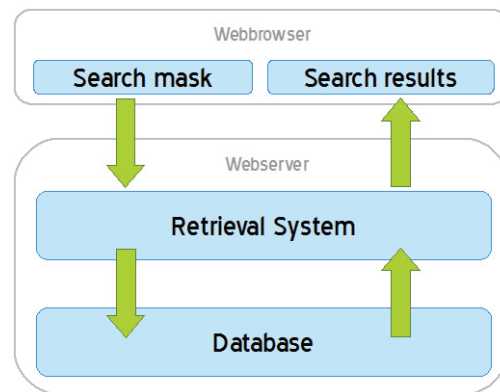 Webbrowser
Search mask
Search results
Webserver
Retrieval System
Database